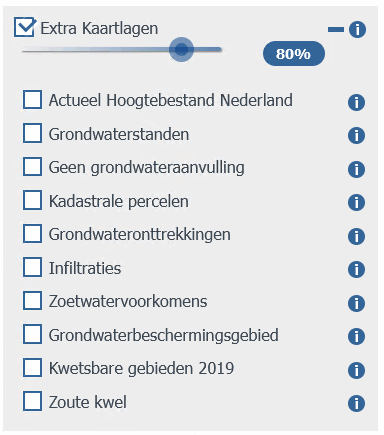 Extra Kaartlagen
80%
Actueel Hoogtebestand Nederland
Grondwaterstanden
Geen grondwateraanvulling
Kadastrale percelen
Grondwateronttrekkingen
Infiltraties
Zoetwatervoorkomens
Grondwaterbeschermingsgebied
Kwetsbare gebieden 2019
Zoute kwel